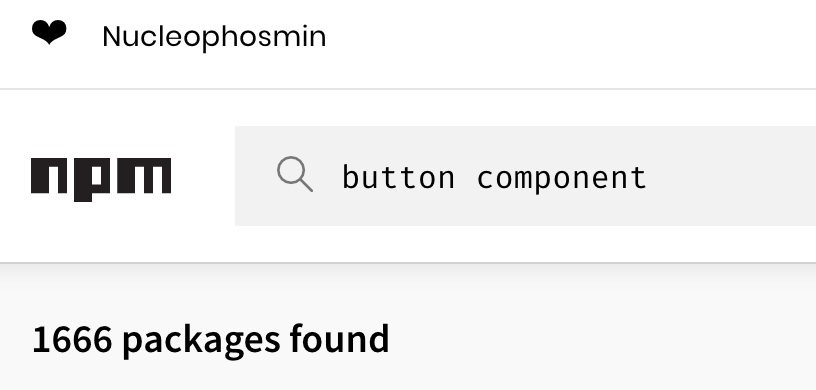 ❤ Nucleophosmin
npm
button component
1666 packages found